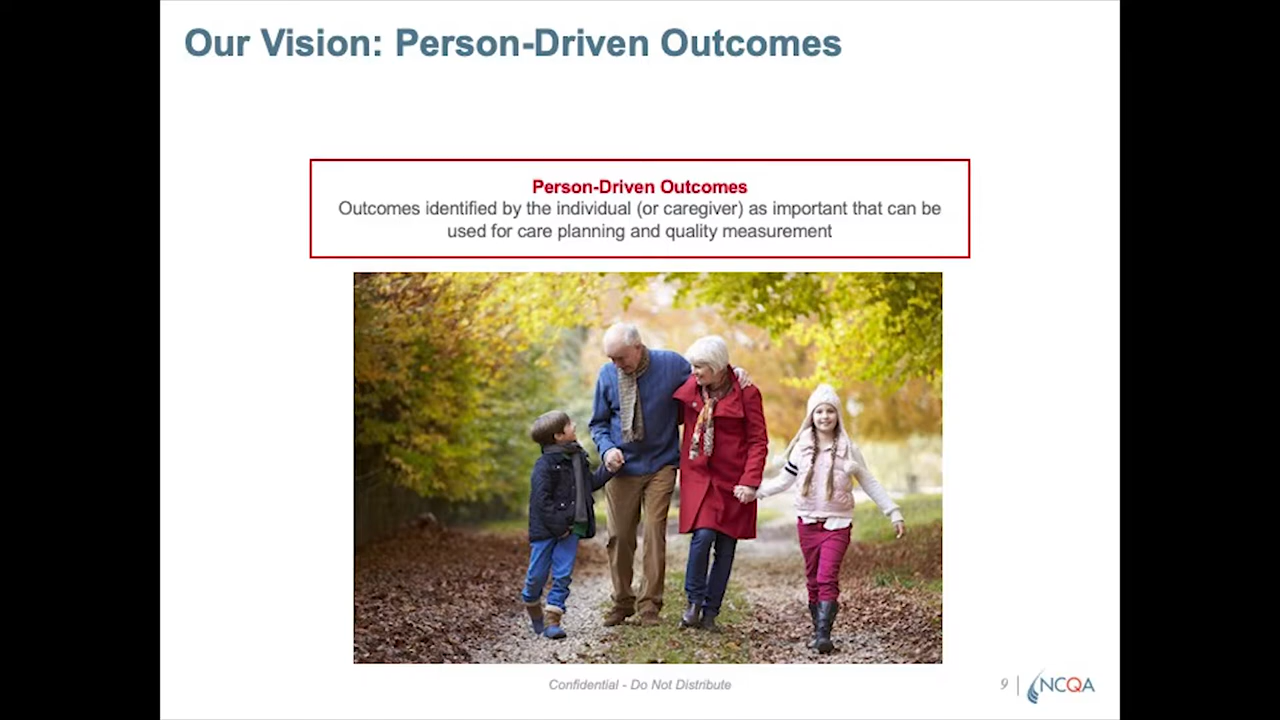 Our Vision: Person-Driven Outcomes
Person-Driven Outcomes
Outcomes identified by the individual (or caregiver) as important that can be
used for care planning and quality measurement
Confidential - Do Not Distribute
9
NCQA